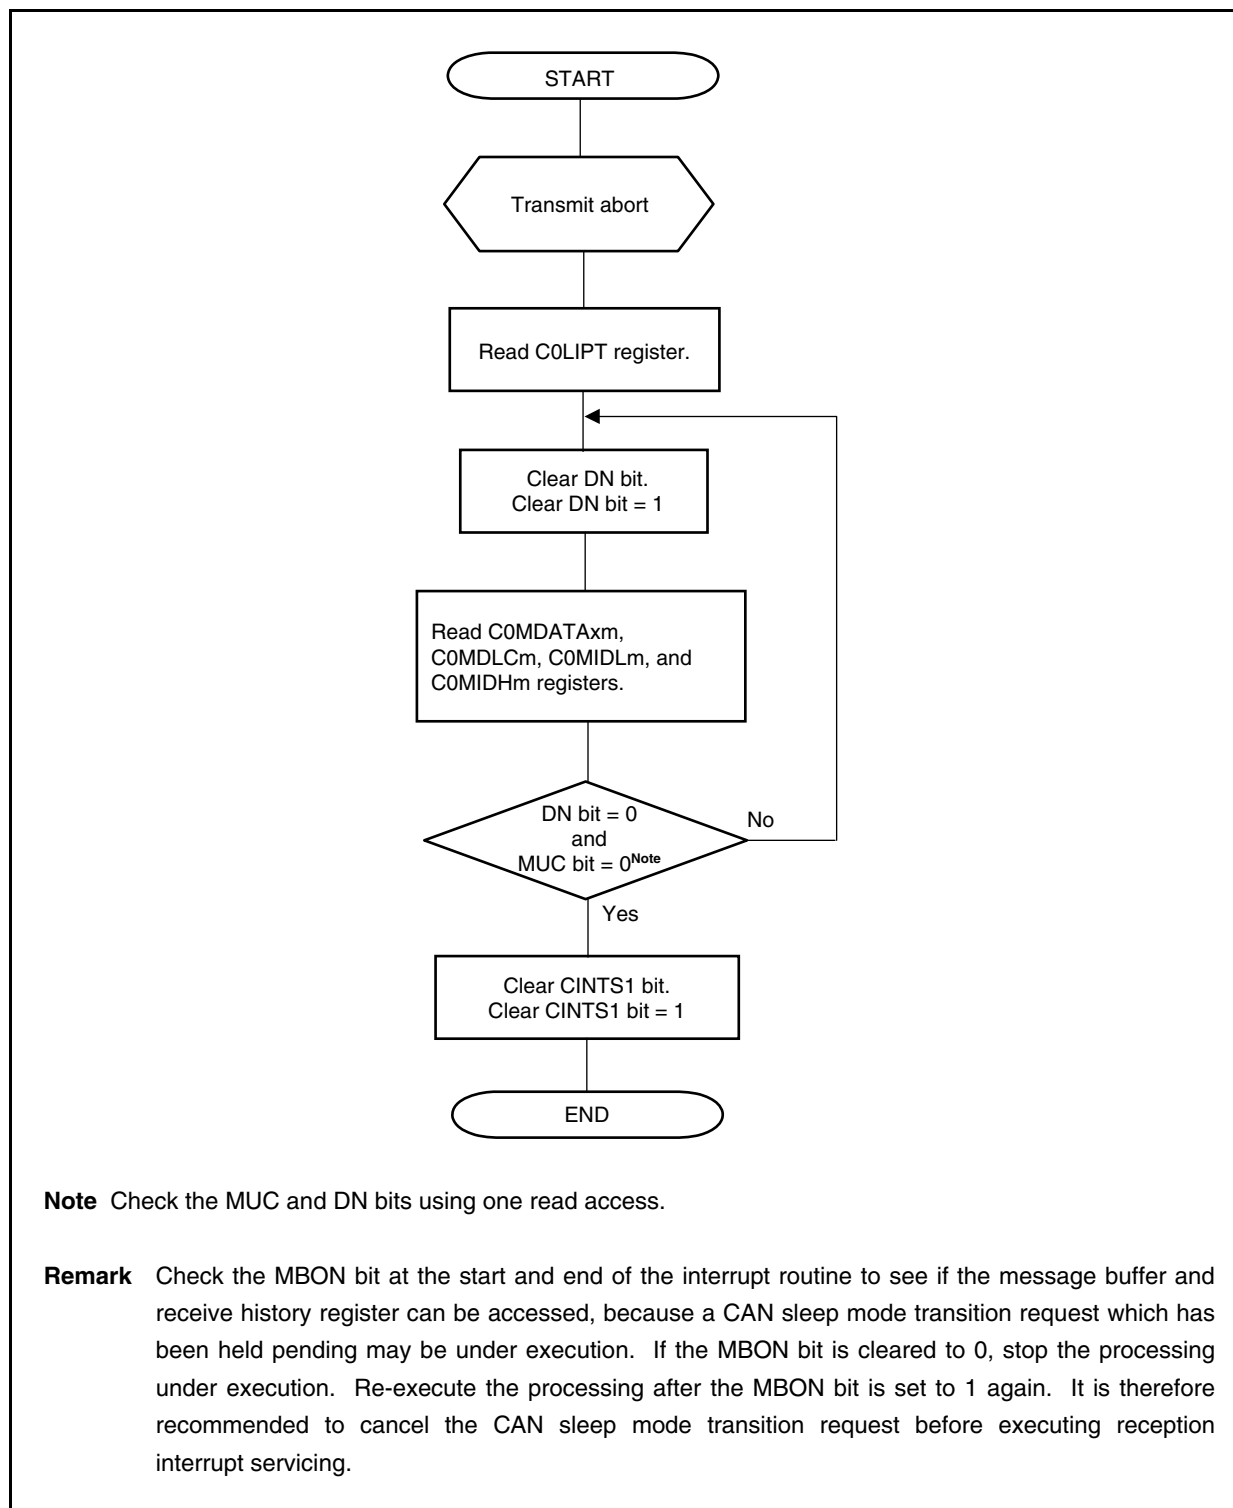 START
Transmit abort
Read C0LIPT register.
Clear DN bit.
Clear DN bit = 1
Read C0MDATAxm,
C0MDLCm, C0MIDLm, and
C0MIDHm registers.
DN bit = 0
and
MUC bit = 0Note
No
Yes
Clear CINTS1 bit.
Clear CINTS1 bit = 1
END
Note Check the MUC and DN bits using one read access.
Remark Check the MBON bit at the start and end of the interrupt routine to see if the message buffer and
receive history register can be accessed, because a CAN sleep mode transition request which has
been held pending may be under execution. If the MBON bit is cleared to 0, stop the processing
under execution. Re-execute the processing after the MBON bit is set to 1 again. It is therefore
recommended to cancel the CAN sleep mode transition request before executing reception
interrupt servicing.